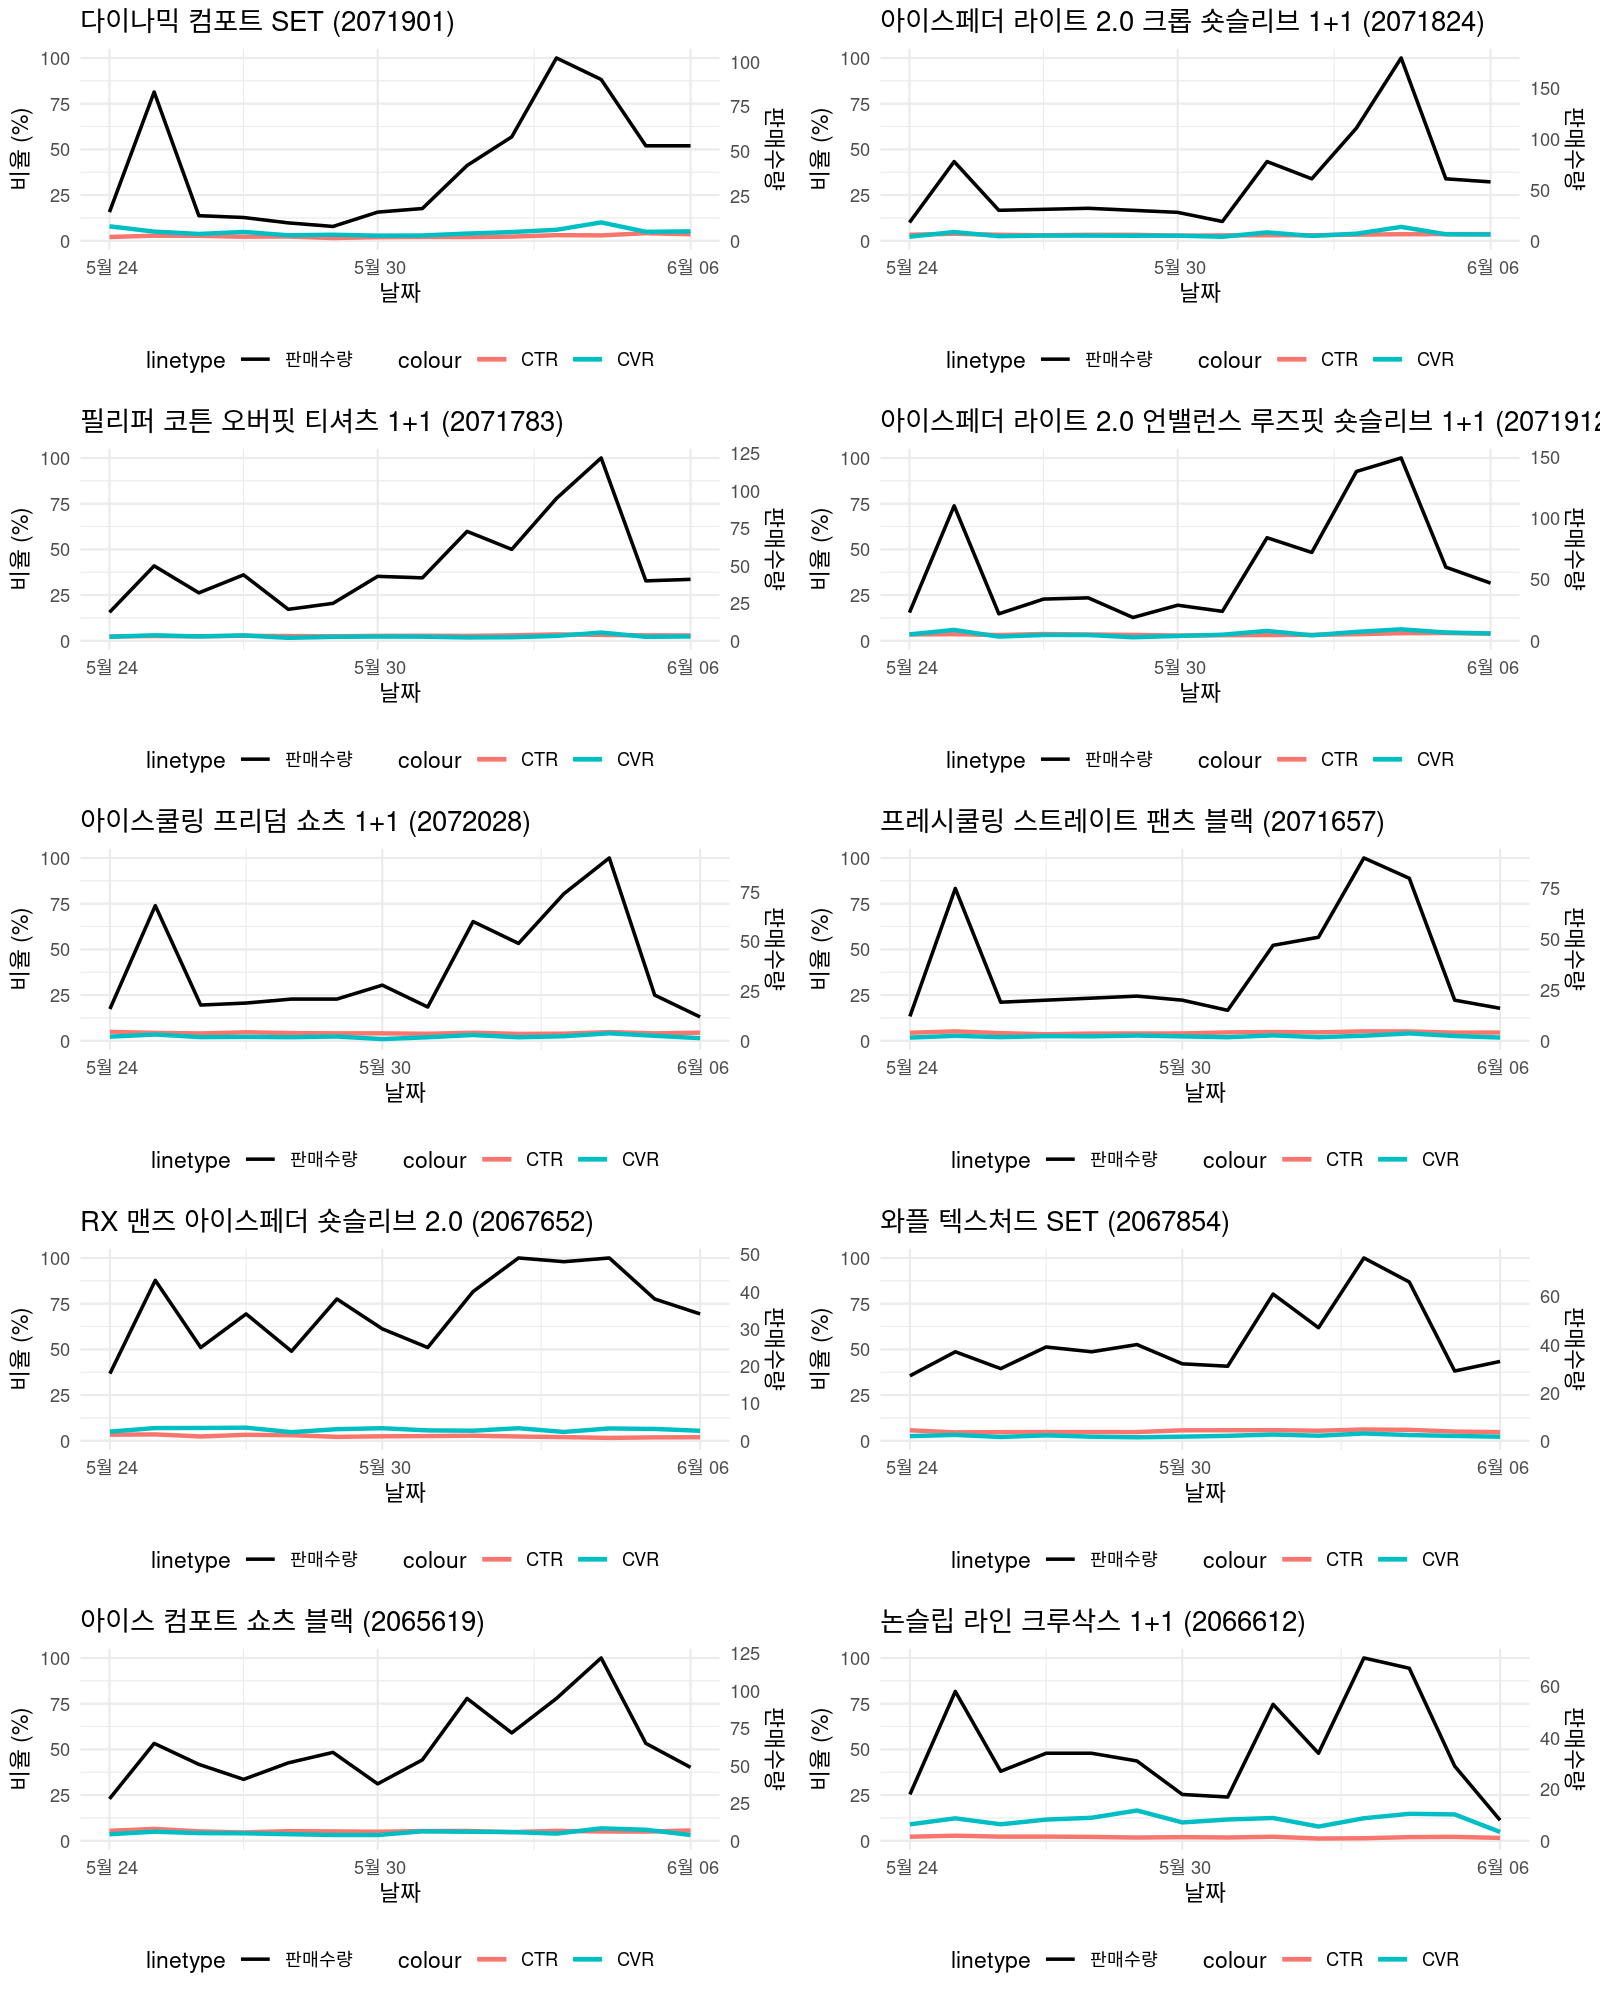 다이나믹 컴포트 SET (2071901)
비율 (%)
100
75
50
25
0
100
75
50
25
0
판매수량
5월 24
5월 30
6월 06
날짜
linetype 판매수량 colour CTR CVR
아이스페더 라이트 2.0 크롭 숏슬리브 1+1 (2071824)
비율 (%)
100
75
50
25
0
150
100
50
0
판매수량
5월 24
5월 30
6월 06
날짜
linetype 판매수량 colour CTR CVR
필리퍼 코튼 오버핏 티셔츠 1+1 (2071783)
비율 (%)
100
75
50
25
0
125
100
75
50
25
0
판매수량
5월 24
5월 30
6월 06
날짜
linetype 판매수량 colour CTR CVR
아이스페더 라이트 2.0 언밸런스 루즈핏 숏슬리브 1+1 (2071912
비율 (%)
100
75
50
25
0
150
100
50
0
판매수량
5월 24
5월 30
6월 06
날짜
linetype 판매수량 colour CTR CVR
아이스쿨링 프리덤 쇼츠 1+1 (2072028)
비율 (%)
100
75
50
25
0
75
50
25
0
판매수량
5월 24
5월 30
6월 06
날짜
linetype 판매수량 colour CTR CVR
프레시쿨링 스트레이트 팬츠 블랙 (2071657)
비율 (%)
100
75
50
25
0
75
50
25
0
판매수량
5월 24
5월 30
6월 06
날짜
linetype 판매수량 colour CTR CVR
RX 맨즈 아이스페더 숏슬리브 2.0 (2067652)
비율 (%)
100
75
50
25
0
50
40
30
20
10
0
판매수량
5월 24
5월 30
6월 06
날짜
linetype 판매수량 colour CTR CVR
와플 텍스처드 SET (2067854)
비율 (%)
100
75
50
25
0
60
40
20
0
판매수량
5월 24
5월 30
6월 06
날짜
linetype 판매수량 colour CTR CVR
아이스 컴포트 쇼츠 블랙 (2065619)
비율 (%)
100
75
50
25
0
125
100
75
50
25
0
판매수량
5월 24
5월 30
6월 06
날짜
linetype 판매수량 colour CTR CVR
논슬립 라인 크루삭스 1+1 (2066612)
비율 (%)
100
75
50
25
0
60
40
20
0
판매수량
5월 24
5월 30
6월 06
날짜
linetype 판매수량 colour CTR CVR